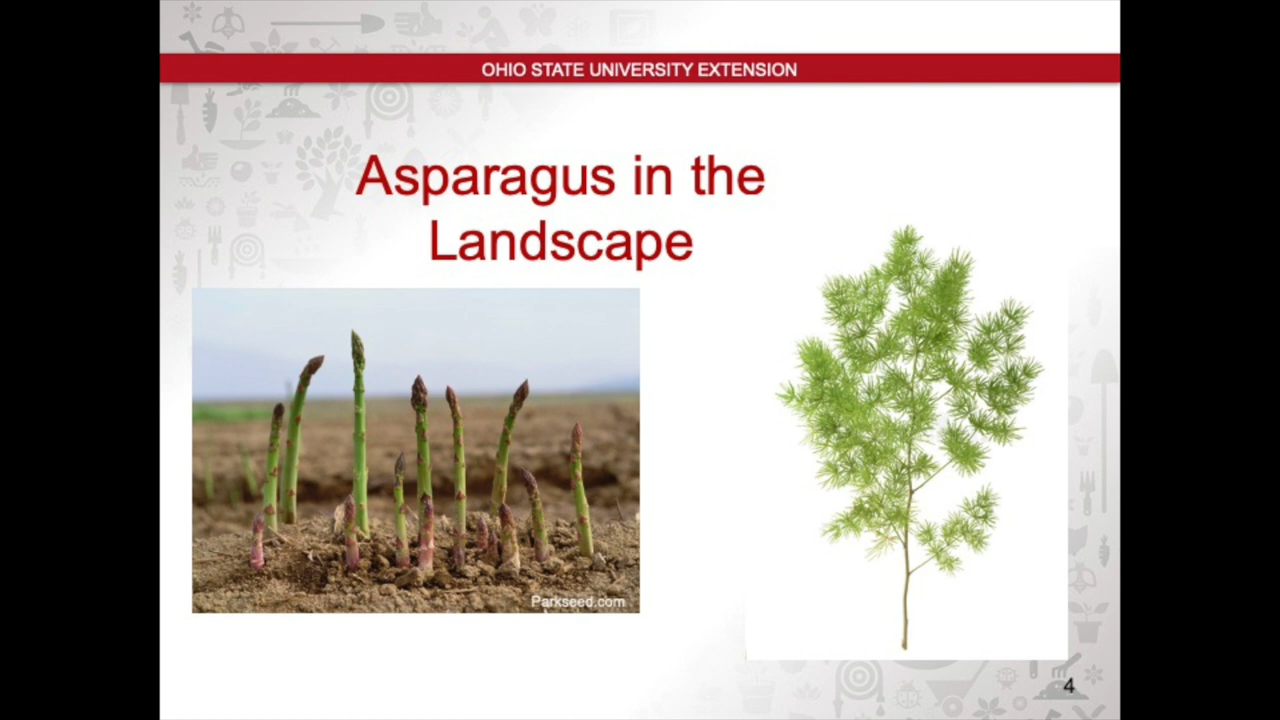 OHIO STATE UNIVERSITY EXTENSION
Asparagus in the
Landscape
Parkseed.com
4